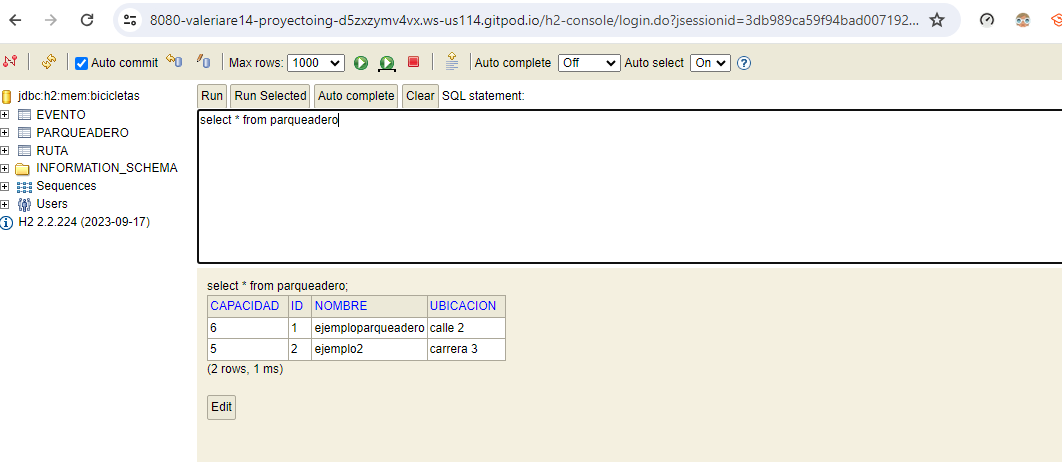 8080-valeriare14-proyectoing-d5zxzymv4vx.ws-us114.gitpod.io/h2-console/login.do?jsessionid=3db989ca59f94bad007192...
Auto commit Max rows: 1000 Auto complete Off Auto select On ?
jdbc:h2:mem:bicicletas
EVENTO
PARQUEADERO
RUTA
INFORMATION_SCHEMA
Sequences
Users
H2 2.2.224 (2023-09-17)
Run Run Selected Auto complete Clear SQL statement:
select * from parqueadero
select * from parqueadero;
CAPACIDAD ID NOMBRE UBICACION
6 1 ejemploparqueadero calle 2
5 2 ejemplo2 carrera 3
(2 rows, 1 ms)
Edit